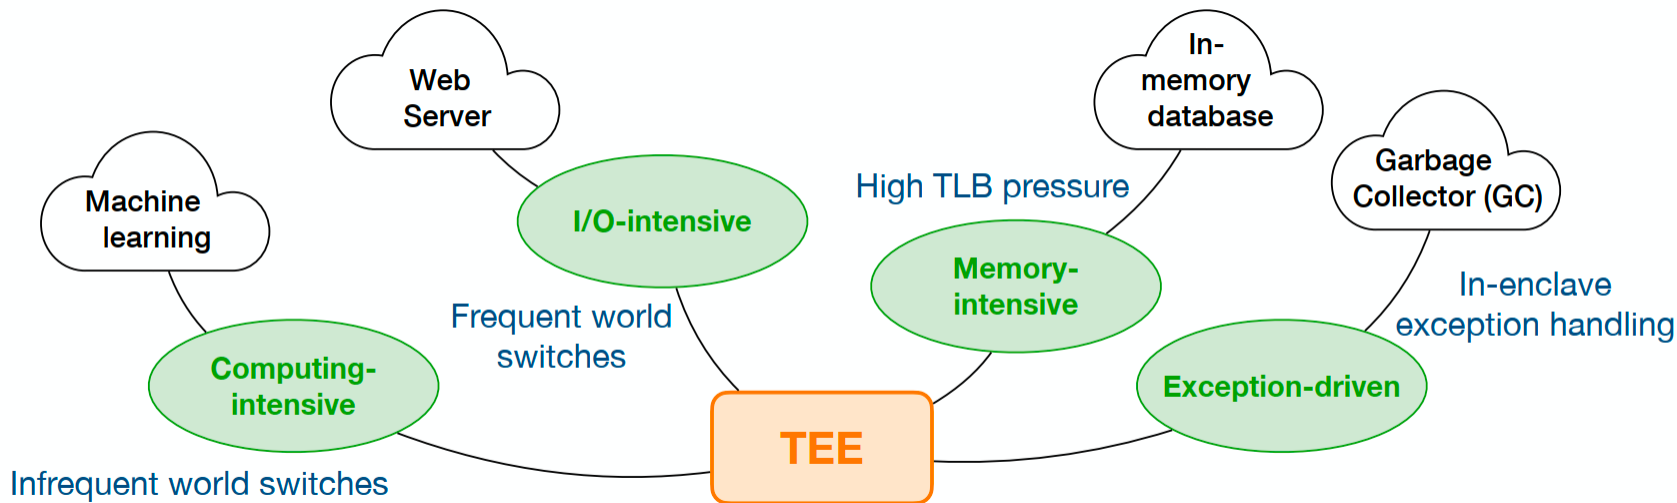 Machine
learning
Web
Server
In-
memory
database
Garbage
Collector (GC)
Computing-
intensive
I/O-intensive
Memory-
intensive
Exception-driven
Infrequent world switches
Frequent world
switches
High TLB pressure
In-enclave
exception handling
TEE